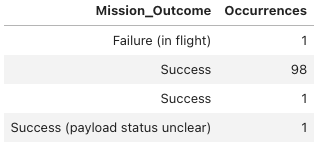 Mission_Outcome Occurrences
Failure (in flight) 1
Success 98
Success 1
Success (payload status unclear) 1